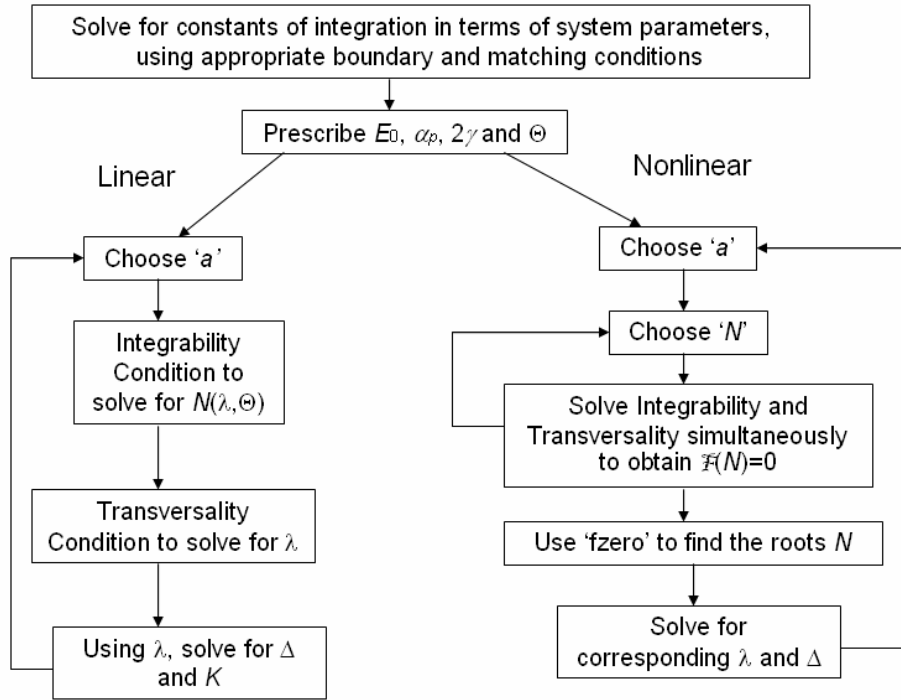 Solve for constants of integration in terms of system parameters,
using appropriate boundary and matching conditions
Prescribe E0, αp, 2γ and Θ
Linear
Nonlinear
Choose ‘a’
Integrability
Condition to
solve for N(λ,Θ)
Transversality
Condition to solve for λ
Using λ, solve for Δ
and K
Choose ‘a’
Choose ‘N’
Solve Integrability and
Transversality simultaneously
to obtain ℱ(N)=0
Use ‘fzero’ to find the roots N
Solve for
corresponding λ and Δ